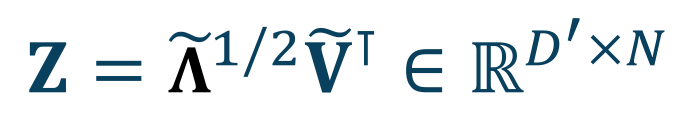 𝐙 = 𝚲̃^{1/2} 𝐕̃^⊺ ∈ ℝ^{D′×N}